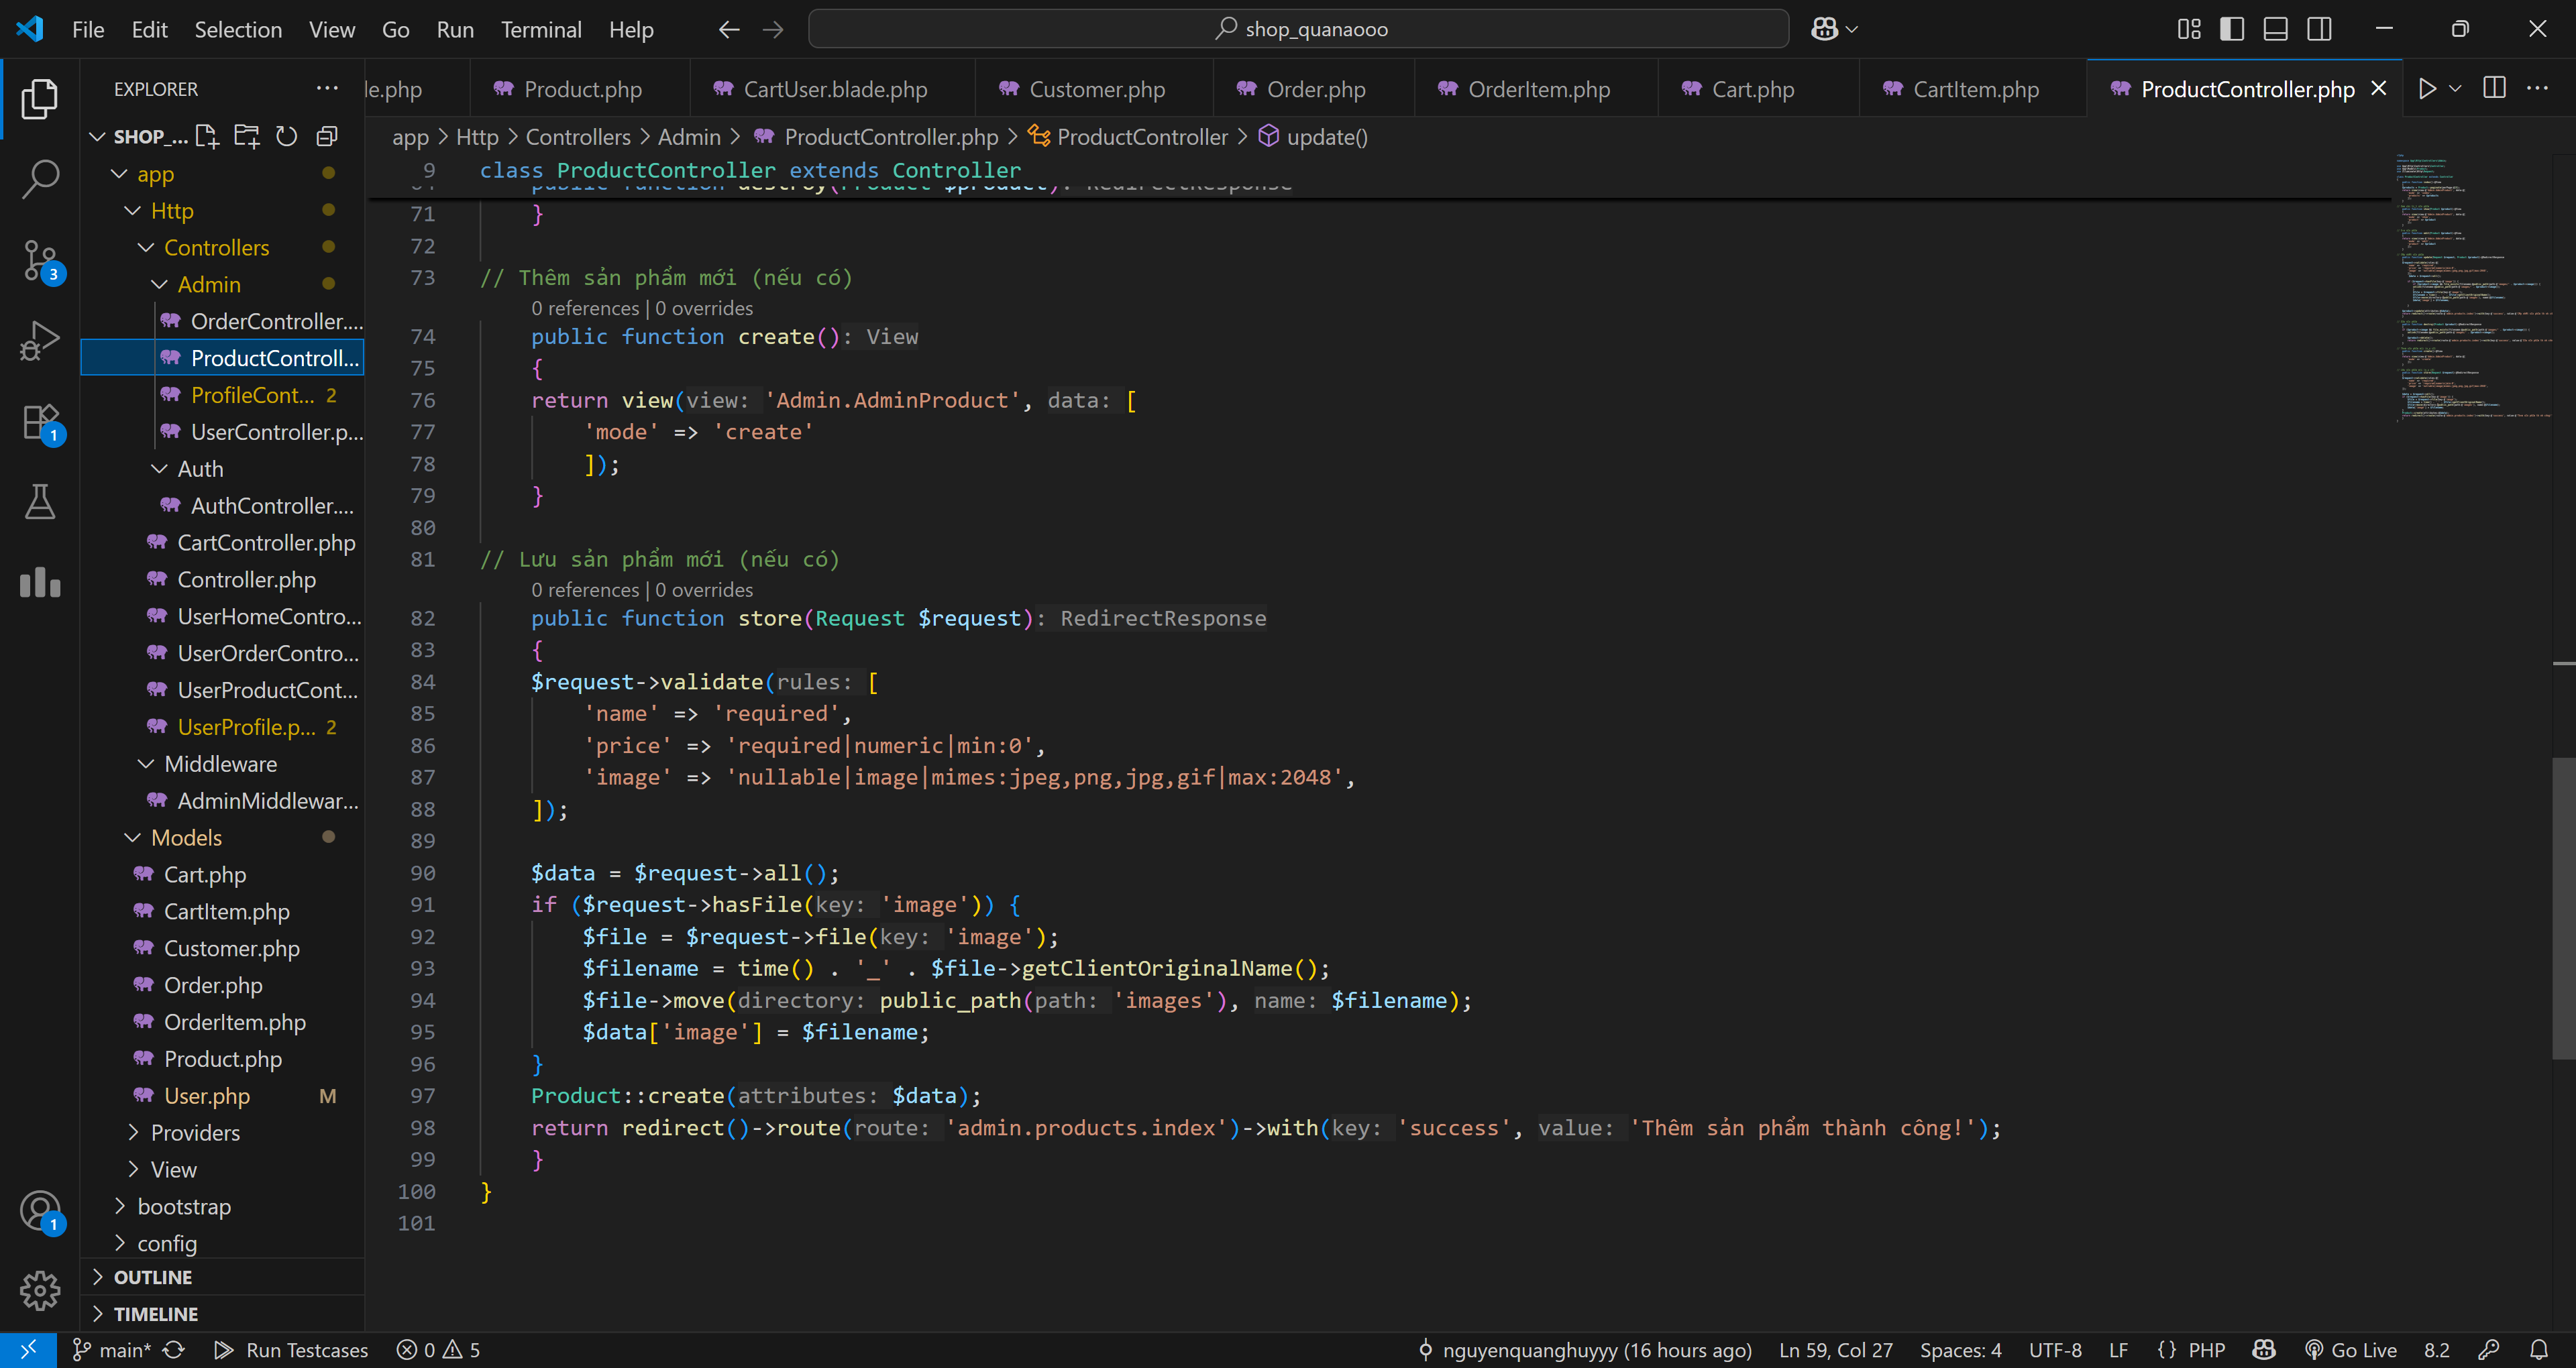 File Edit Selection View Go Run Terminal Help shop_quanaooo
EXPLORER
le.php Product.php CartUser.blade.php Customer.php Order.php OrderItem.php Cart.php CartItem.php ProductController.php
SHOP_...
app > Http > Controllers > Admin > ProductController.php > ProductController > update()
app
Http
Controllers
Admin
OrderController....
ProductControll...
ProfileCont... 2
UserController.p...
Auth
AuthController....
CartController.php
Controller.php
UserHomeContro...
UserOrderContro...
UserProductCont...
UserProfile.p... 2
Middleware
AdminMiddlewar...
Models
Cart.php
CartItem.php
Customer.php
Order.php
OrderItem.php
Product.php
User.php M
Providers
View
bootstrap
config
OUTLINE
TIMELINE
3
1
1
9 class ProductController extends Controller
public function destroy(Product $product): RedirectResponse
71 }
72
73 // Thêm sản phẩm mới (nếu có)
0 references | 0 overrides
74 public function create(): View
75 {
76 return view(view: 'Admin.AdminProduct', data: [
77 'mode' => 'create'
78 ]);
79 }
80
81 // Lưu sản phẩm mới (nếu có)
0 references | 0 overrides
82 public function store(Request $request): RedirectResponse
83 {
84 $request->validate(rules: [
85 'name' => 'required',
86 'price' => 'required|numeric|min:0',
87 'image' => 'nullable|image|mimes:jpeg,png,jpg,gif|max:2048',
88 ]);
89
90 $data = $request->all();
91 if ($request->hasFile(key: 'image')) {
92 $file = $request->file(key: 'image');
93 $filename = time() . '_' . $file->getClientOriginalName();
94 $file->move(directory: public_path(path: 'images'), name: $filename);
95 $data['image'] = $filename;
96 }
97 Product::create(attributes: $data);
98 return redirect()->route(route: 'admin.products.index')->with(key: 'success', value: 'Thêm sản phẩm thành công!');
99 }
100 }
101
main* Run Testcases 0 5 nguyenquanghuyyy (16 hours ago) Ln 59, Col 27 Spaces: 4 UTF-8 LF {} PHP Go Live 8.2